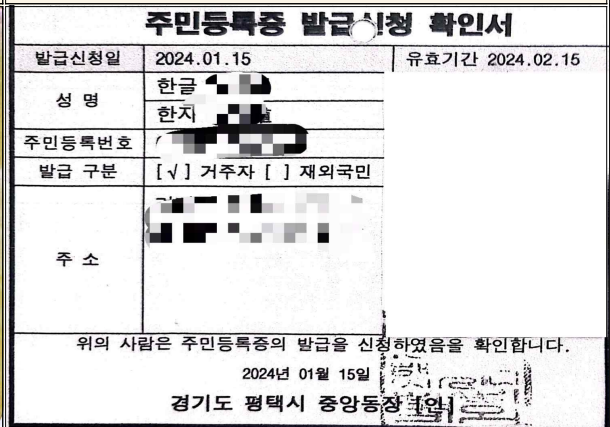 주민등록증 발급신청 확인서
발급신청일 2024.01.15 유효기간 2024.02.15
성 명 한글
한자
주민등록번호
발급 구분 [√] 거주자 [ ] 재외국민
주 소
위의 사람은 주민등록증의 발급을 신청하였음을 확인합니다.
2024년 01월 15일
경기도 평택시 중앙동장 [인]